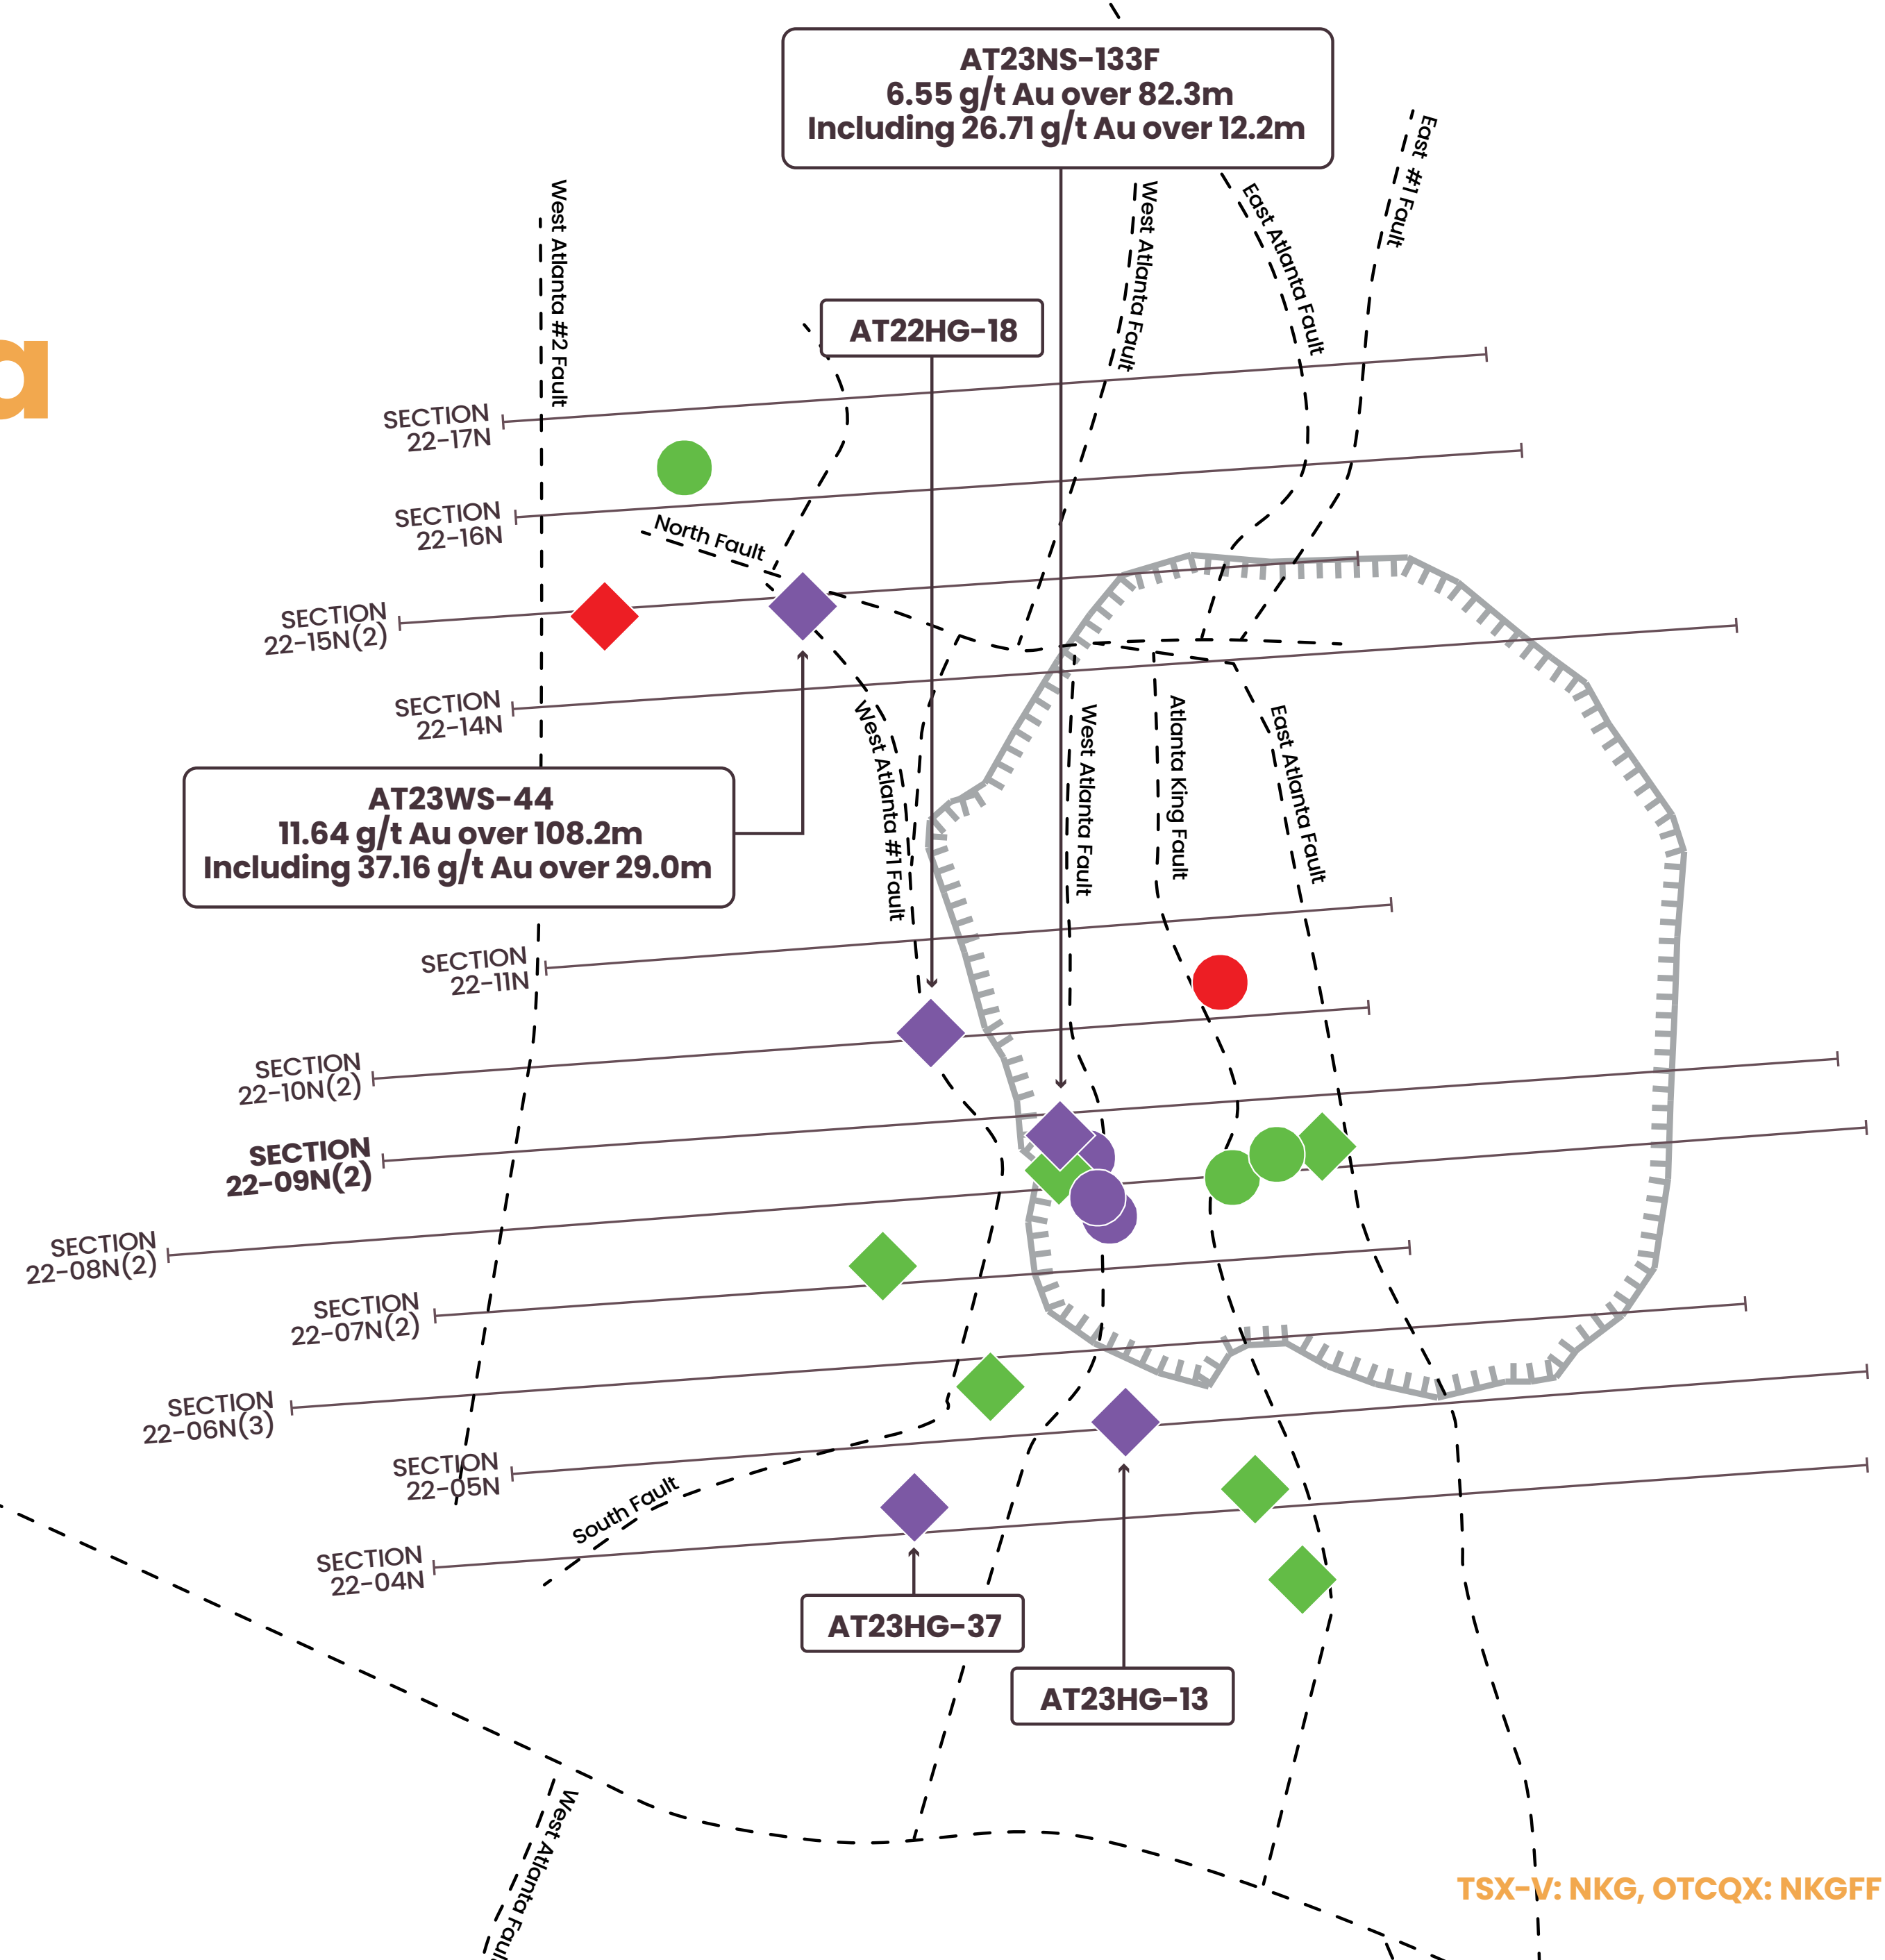 AT23NS-133F
6.55 g/t Au over 82.3m
Including 26.71 g/t Au over 12.2m
East #1 Fault
West Atlanta #2 Fault
West Atlanta Fault
East Atlanta Fault
AT22HG-18
a
SECTION
22-17N
SECTION
22-16N
North Fault
SECTION
22-15N(2)
SECTION
22-14N
West Atlanta #1 Fault
West Atlanta Fault
Atlanta King Fault
East Atlanta Fault
AT23WS-44
11.64 g/t Au over 108.2m
Including 37.16 g/t Au over 29.0m
SECTION
22-11N
SECTION
22-10N(2)
SECTION
22-09N(2)
SECTION
22-08N(2)
SECTION
22-07N(2)
SECTION
22-06N(3)
SECTION
22-05N
South Fault
SECTION
22-04N
AT23HG-37
AT23HG-13
West Atlanta Faul
TSX-V: NKG, OTCQX: NKGFF